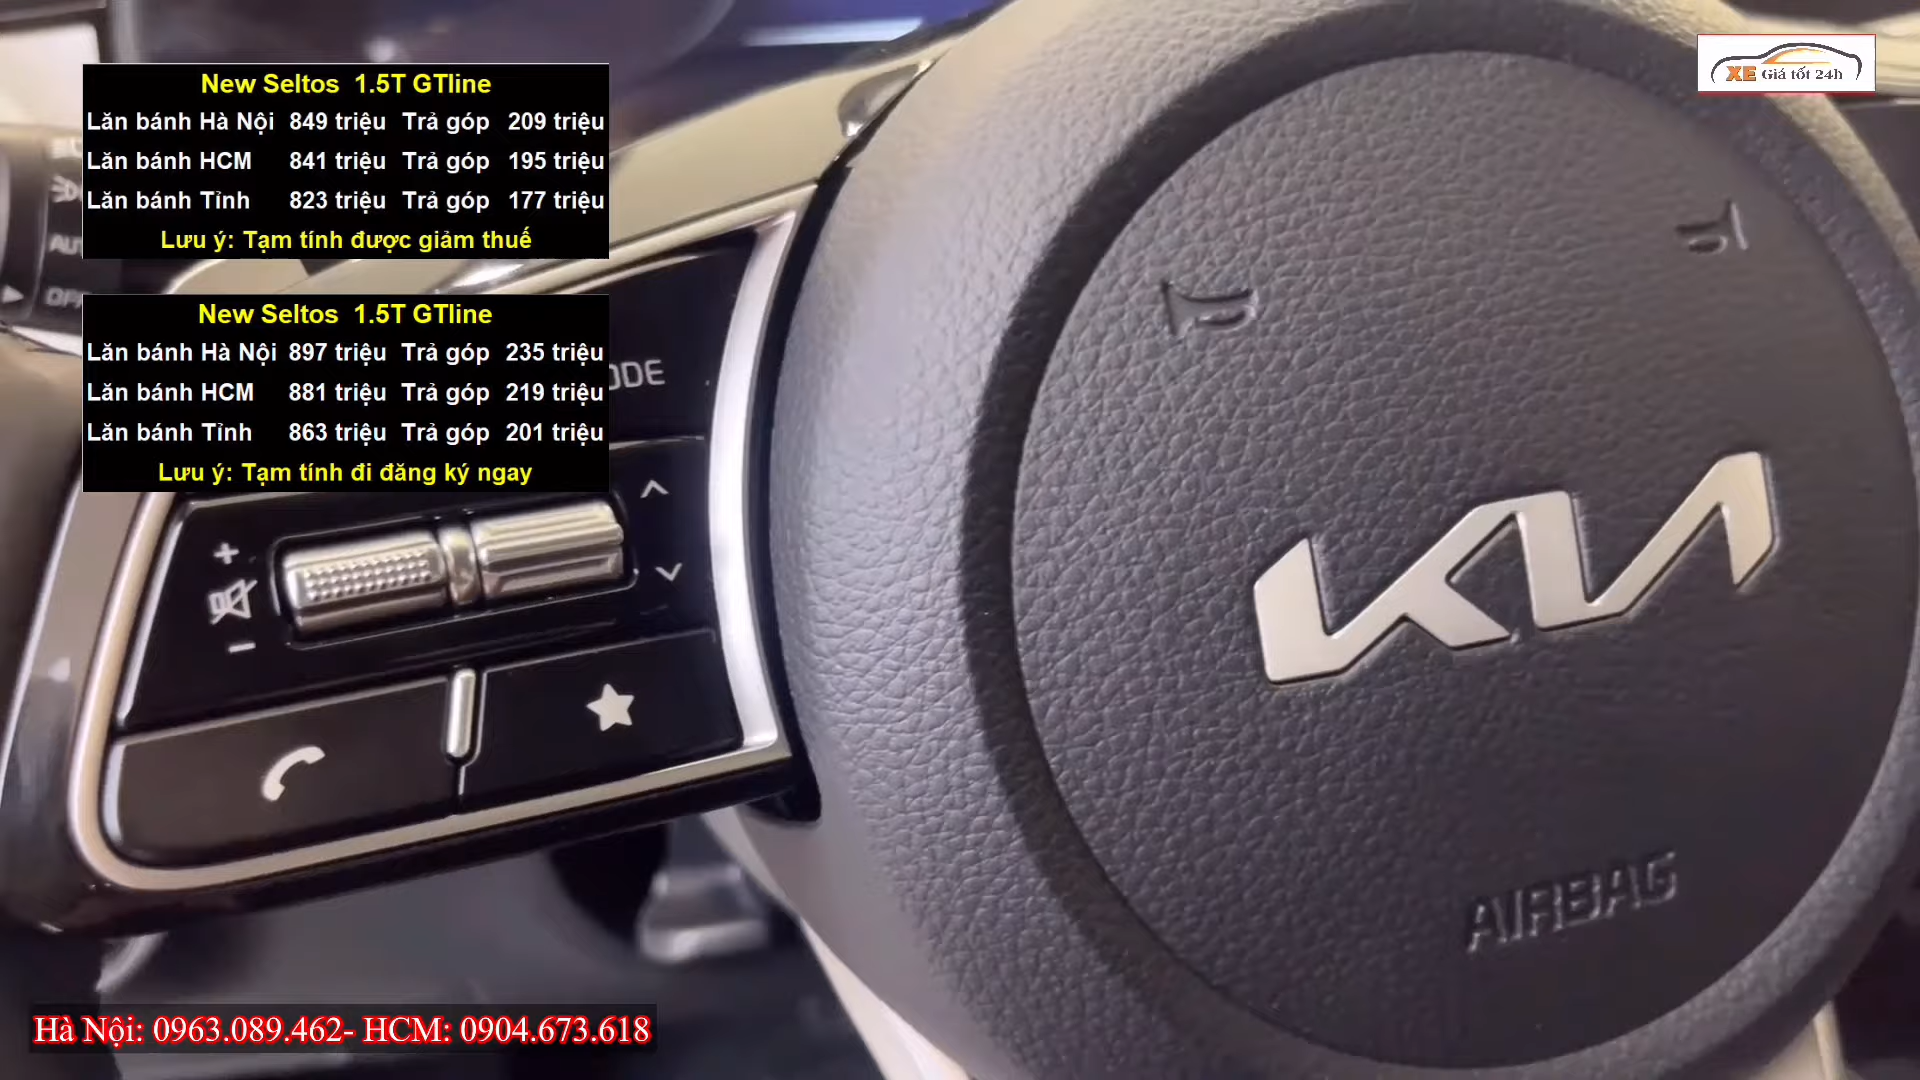 New Seltos 1.5T GTline
Lăn bánh Hà Nội 849 triệu Trả góp 209 triệu
Lăn bánh HCM 841 triệu Trả góp 195 triệu
Lăn bánh Tỉnh 823 triệu Trả góp 177 triệu
Lưu ý: Tạm tính được giảm thuế
New Seltos 1.5T GTline
Lăn bánh Hà Nội 897 triệu Trả góp 235 triệu
Lăn bánh HCM 881 triệu Trả góp 219 triệu
Lăn bánh Tỉnh 863 triệu Trả góp 201 triệu
Lưu ý: Tạm tính đi đăng ký ngay
XE Giá tốt 24h
KIA
AIRBAG
Hà Nội: 0963.089.462- HCM: 0904.673.618